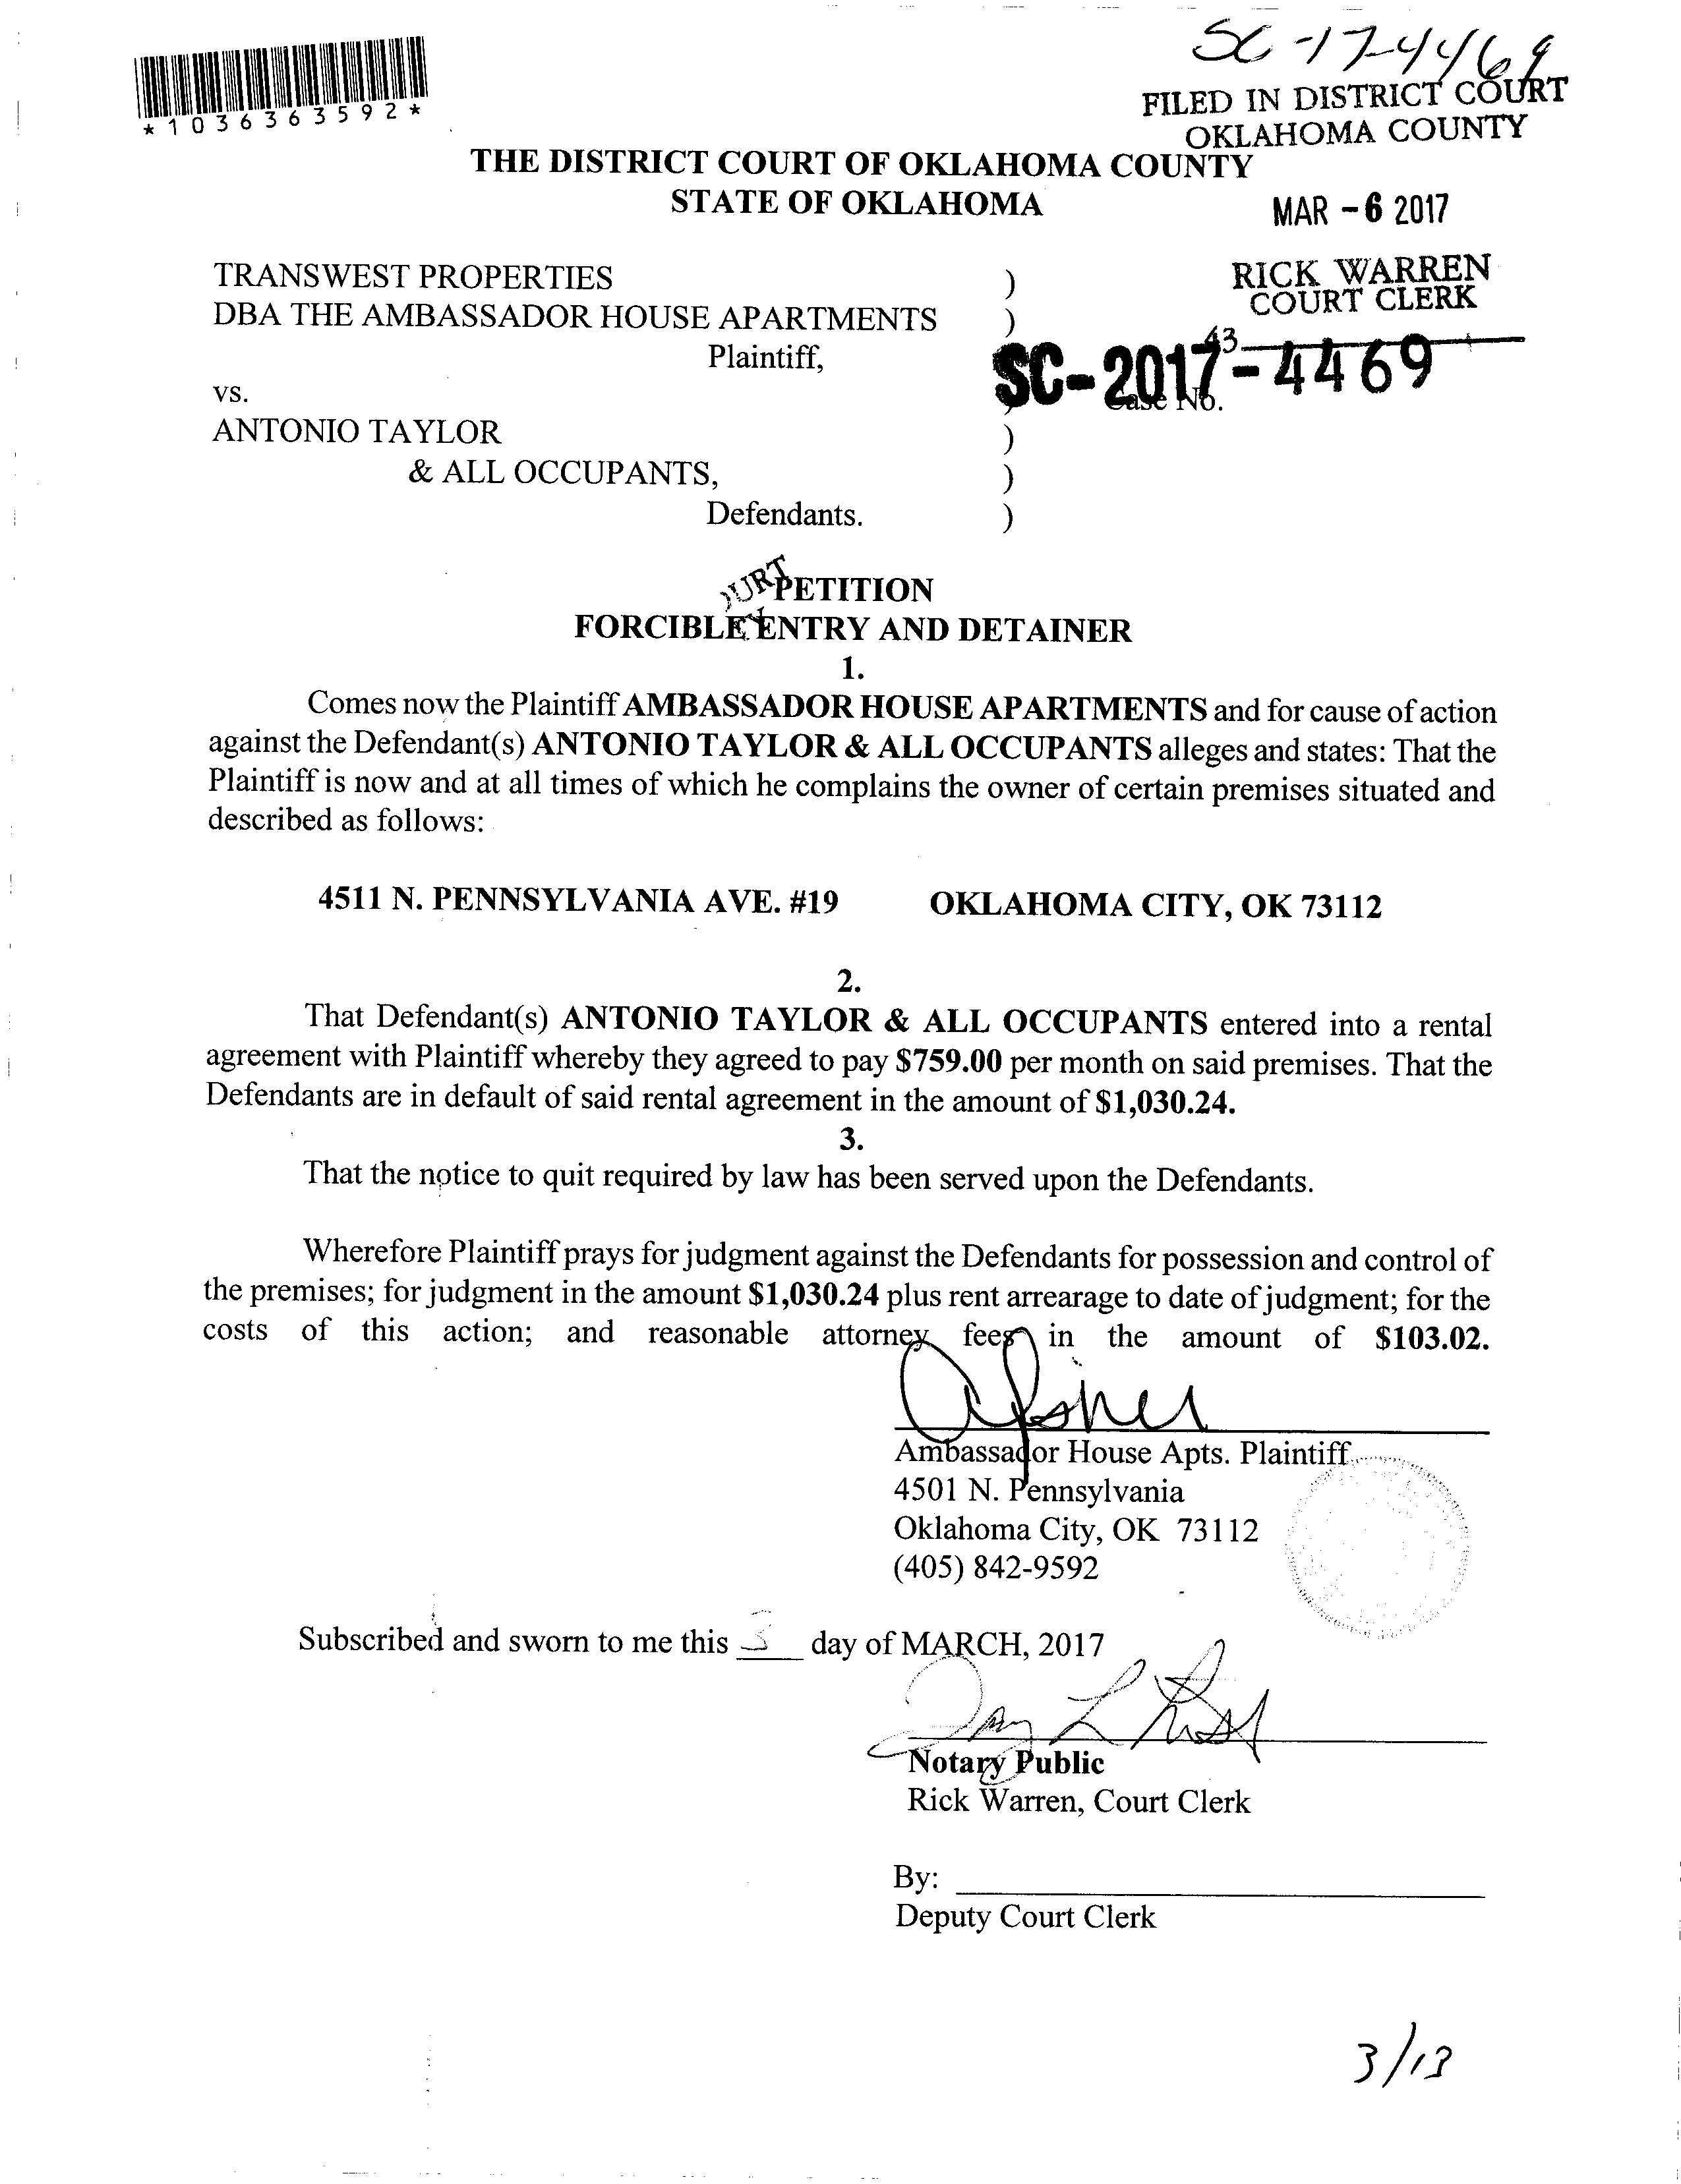 SC-17-4469
*1036363592*
FILED IN DISTRICT COURT
OKLAHOMA COUNTY
THE DISTRICT COURT OF OKLAHOMA COUNTY
STATE OF OKLAHOMA
MAR -6 2017
TRANSWEST PROPERTIES )
DBA THE AMBASSADOR HOUSE APARTMENTS )
RICK WARREN
COURT CLERK
43
Plaintiff,
SC-2017-4469
vs. ) Case No.
ANTONIO TAYLOR )
& ALL OCCUPANTS, )
Defendants. )
PETITION
FORCIBLE ENTRY AND DETAINER
1.
Comes now the Plaintiff AMBASSADOR HOUSE APARTMENTS and for cause of action
against the Defendant(s) ANTONIO TAYLOR & ALL OCCUPANTS alleges and states: That the
Plaintiff is now and at all times of which he complains the owner of certain premises situated and
described as follows:
4511 N. PENNSYLVANIA AVE. #19 OKLAHOMA CITY, OK 73112
2.
That Defendant(s) ANTONIO TAYLOR & ALL OCCUPANTS entered into a rental
agreement with Plaintiff whereby they agreed to pay $759.00 per month on said premises. That the
Defendants are in default of said rental agreement in the amount of $1,030.24.
3.
That the notice to quit required by law has been served upon the Defendants.
Wherefore Plaintiff prays for judgment against the Defendants for possession and control of
the premises; for judgment in the amount $1,030.24 plus rent arrearage to date of judgment; for the
costs of this action; and reasonable attorney fees in the amount of $103.02.
Ambassador House Apts. Plaintiff
4501 N. Pennsylvania
Oklahoma City, OK 73112
(405) 842-9592
Subscribed and sworn to me this day of MARCH, 2017
Notary Public
Rick Warren, Court Clerk
By:
Deputy Court Clerk
3/13